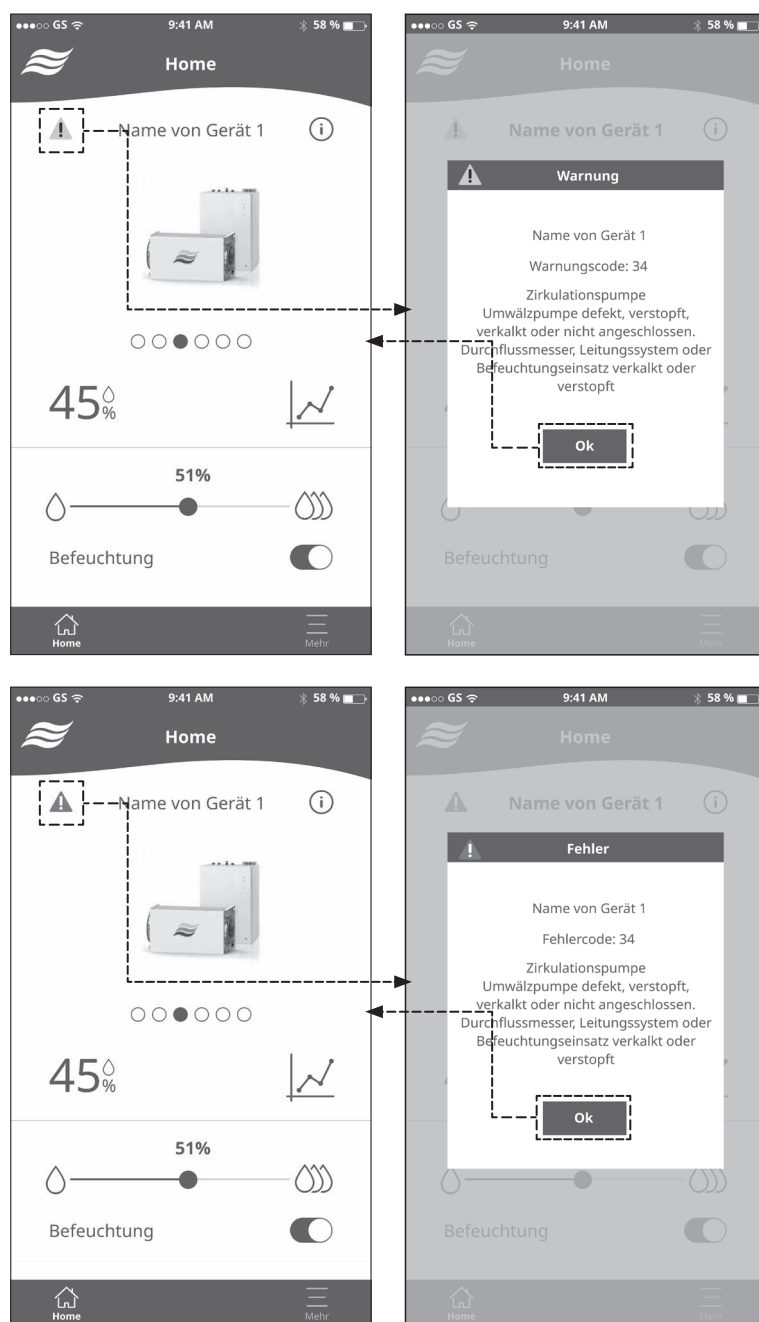 GS 9:41 AM 58 %
Home
Name von Gerät 1
45 %
51%
Befeuchtung
Home Mehr
GS 9:41 AM 58 %
Home
Name von Gerät 1
Warnung
Name von Gerät 1
Warnungscode: 34
Zirkulationspumpe
Umwälzpumpe defekt, verstopft,
verkalkt oder nicht angeschlossen.
Durchflussmesser, Leitungssystem oder
Befeuchtungseinsatz verkalkt oder
verstopft
Ok
Befeuchtung
Home Mehr
GS 9:41 AM 58 %
Home
Name von Gerät 1
45 %
51%
Befeuchtung
Home Mehr
GS 9:41 AM 58 %
Home
Name von Gerät 1
Fehler
Name von Gerät 1
Fehlercode: 34
Zirkulationspumpe
Umwälzpumpe defekt, verstopft,
verkalkt oder nicht angeschlossen.
Durchflussmesser, Leitungssystem oder
Befeuchtungseinsatz verkalkt oder
verstopft
Ok
Befeuchtung
Home Mehr